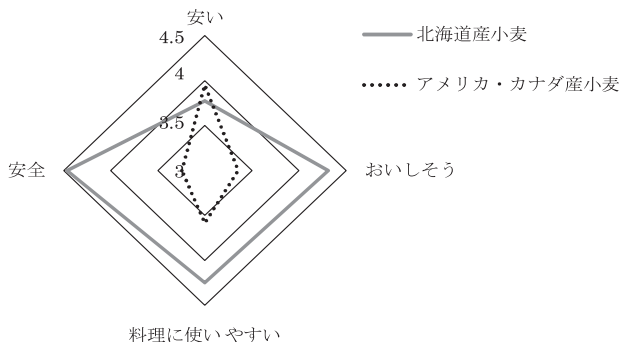 安い
北海道産小麦
アメリカ・カナダ産小麦
4.5
4
3.5
3
安全
おいしそう
料理に使いやすい